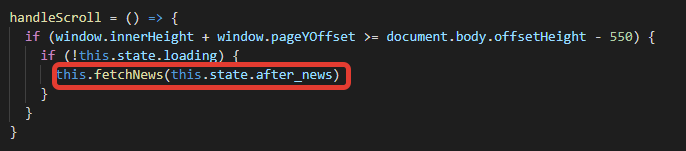 handleScroll = () => {
if (window.innerHeight + window.pageYOffset >= document.body.offsetHeight - 550) {
if (!this.state.loading) {
this.fetchNews(this.state.after_news)
}
}
}